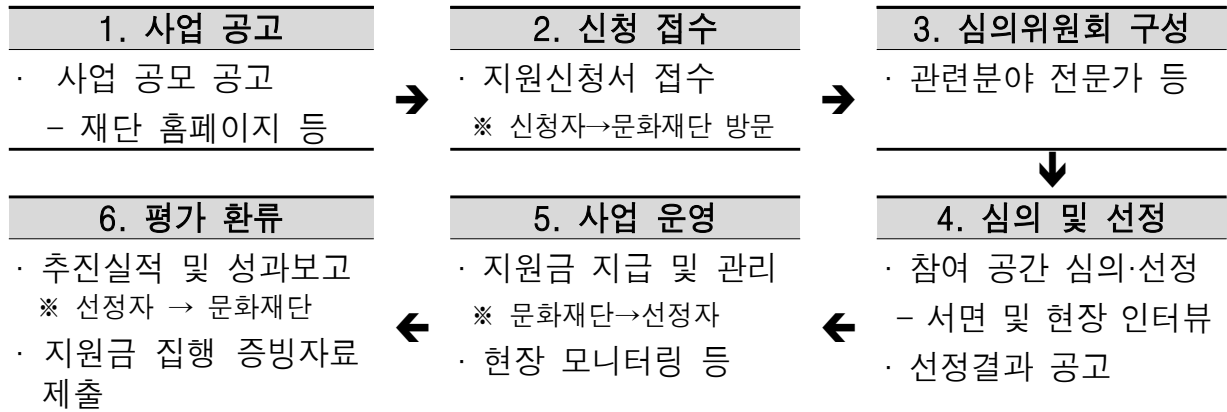 1. 사업 공고
· 사업 공모 공고
– 재단 홈페이지 등
➔
2. 신청 접수
· 지원신청서 접수
※ 신청자→문화재단 방문
➔
3. 심의위원회 구성
· 관련분야 전문가 등
🡻
4. 심의 및 선정
· 참여 공간 심의·선정
– 서면 및 현장 인터뷰
· 선정결과 공고
🡸
5. 사업 운영
· 지원금 지급 및 관리
※ 문화재단→선정자
· 현장 모니터링 등
🡸
6. 평가 환류
· 추진실적 및 성과보고
※ 선정자 → 문화재단
· 지원금 집행 증빙자료
제출